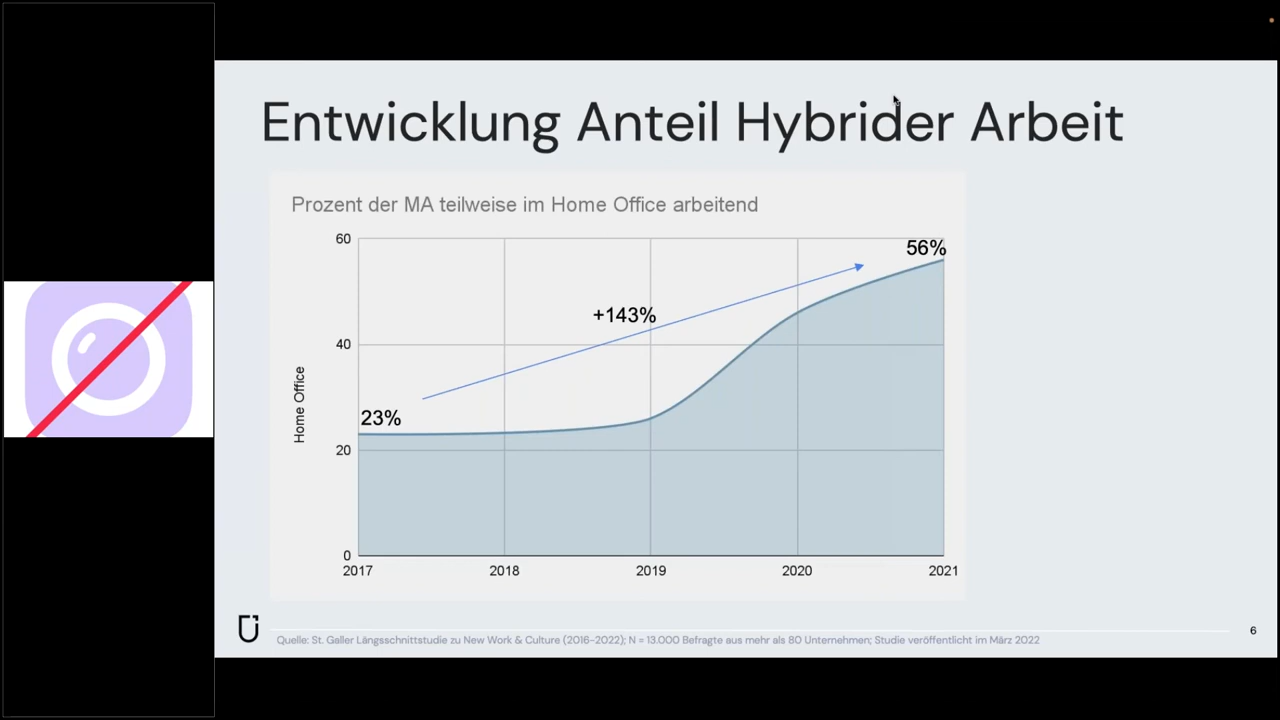 Entwicklung Anteil Hybrider Arbeit
Prozent der MA teilweise im Home Office arbeitend
60
56%
+143%
40
Home Office
23%
20
0
2017 2018 2019 2020 2021
Quelle: St. Galler Längsschnittstudie zu New Work & Culture (2016-2022); N = 13.000 Befragte aus mehr als 80 Unternehmen; Studie veröffentlicht im März 2022
6